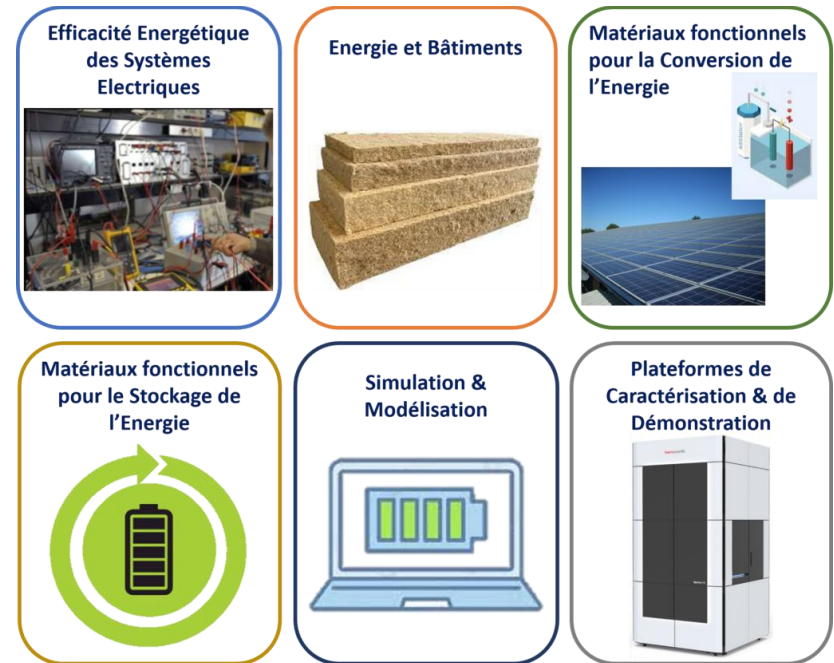 Efficacité Energétique
des Systèmes
Electriques
Energie et Bâtiments
Matériaux fonctionnels
pour la Conversion de
l’Energie
Matériaux fonctionnels
pour le Stockage de
l’Energie
Simulation &
Modélisation
Plateformes de
Caractérisation & de
Démonstration